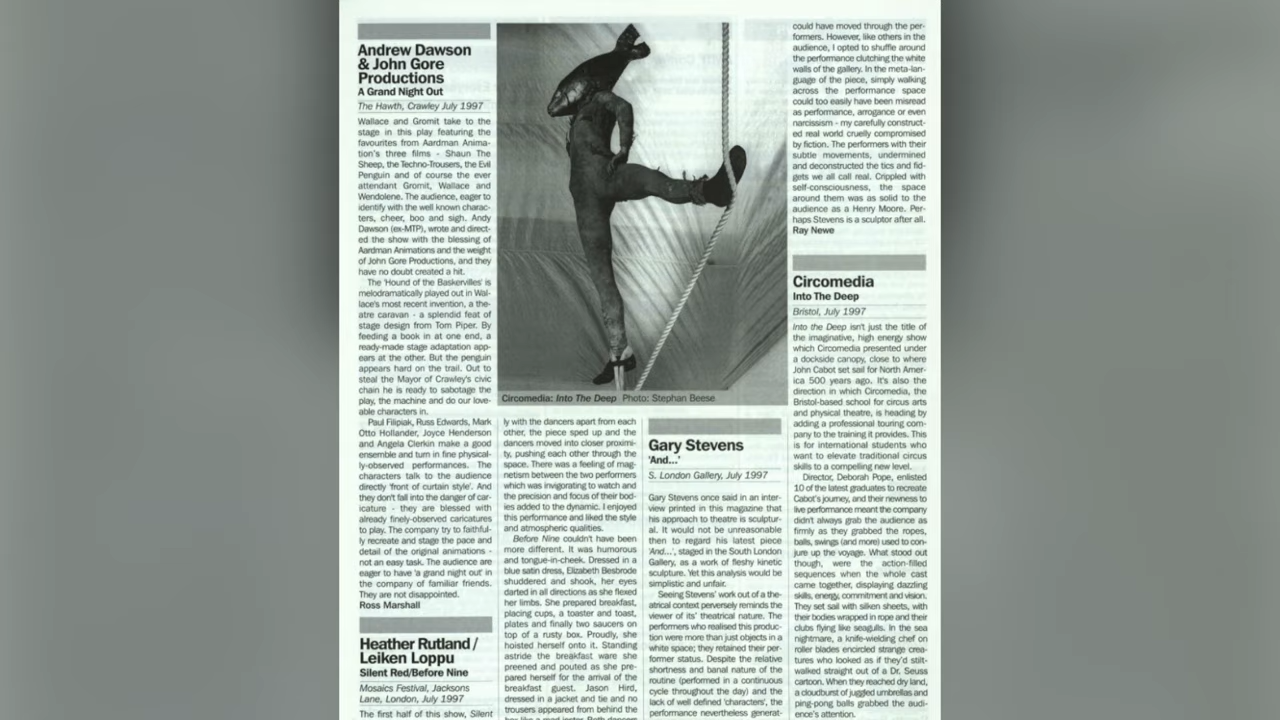 Andrew Dawson
& John Gore
Productions
A Grand Night Out
The Hawth, Crawley July 1997
Wallace and Gromit take to the
stage in this play featuring the
favourites from Aardman Anima-
tion's three films - Shaun The
Sheep, the Techno-Trousers, the Evil
Penguin and of course the ever
attendant Gromit, Wallace and
Wendolene. The audience, eager to
identify with the well known charac-
ters, cheer, boo and sigh. Andy
Dawson (ex-MTP), wrote and direct-
ed the show with the blessing of
Aardman Animations and the weight
of John Gore Productions, and they
have no doubt created a hit.
The 'Hound of the Baskervilles' is
melodramatically played out in Wal-
lace's most recent invention, a the-
atre caravan - a splendid feat of
stage design from Tom Piper. By
feeding a book in at one end, a
ready-made stage adaptation app-
ears at the other. But the penguin
appears hard on the trail. Out to
steal the Mayor of Crawley's civic
chain he is ready to sabotage the
play, the machine and do our love-
able characters in.
Paul Filipiak, Russ Edwards, Mark
Otto Hollander, Joyce Henderson
and Angela Clerkin make a good
ensemble and turn in fine physical-
ly-observed performances. The
characters talk to the audience
directly 'front of curtain style'. And
they don't fall into the danger of car-
icature - they are blessed with
already finely-observed caricatures
to play. The company try to faithful-
ly recreate and stage the pace and
detail of the original animations -
not an easy task. The audience are
eager to have 'a grand night out' in
the company of familiar friends.
They are not disappointed.
Ross Marshall
Heather Rutland /
Leiken Loppu
Silent Red/Before Nine
Mosaics Festival, Jacksons
Lane, London, July 1997
The first half of this show, Silent
Circomedia: Into The Deep Photo: Stephan Beese
ly with the dancers apart from each
other, the piece sped up and the
dancers moved into closer proximi-
ty, pushing each other through the
space. There was a feeling of mag-
netism between the two performers
which was invigorating to watch and
the precision and focus of their bod-
ies added to the dynamic. I enjoyed
this performance and liked the style
and atmospheric qualities.
Before Nine couldn't have been
more different. It was humorous
and tongue-in-cheek. Dressed in a
blue satin dress, Elizabeth Besbrode
shuddered and shook, her eyes
darted in all directions as she flexed
her limbs. She prepared breakfast,
placing cups, a toaster and toast,
plates and finally two saucers on
top of a rusty box. Proudly, she
hoisted herself onto it. Standing
astride the breakfast ware she
preened and pouted as she pre-
pared herself for the arrival of the
breakfast guest. Jason Hird,
dressed in a jacket and tie and no
trousers appeared from behind the
Gary Stevens
'And...'
S. London Gallery, July 1997
Gary Stevens once said in an inter-
view printed in this magazine that
his approach to theatre is sculptur-
al. It would not be unreasonable
then to regard his latest piece
'And...', staged in the South London
Gallery, as a work of fleshy kinetic
sculpture. Yet this analysis would be
simplistic and unfair.
Seeing Stevens' work out of a the-
atrical context perversely reminds the
viewer of its' theatrical nature. The
performers who realised this produc-
tion were more than just objects in a
white space; they retained their per-
former status. Despite the relative
shortness and banal nature of the
routine (performed in a continuous
cycle throughout the day) and the
lack of well defined 'characters', the
performance nevertheless generat-
could have moved through the per-
formers. However, like others in the
audience, I opted to shuffle around
the performance clutching the white
walls of the gallery. In the meta-lan-
guage of the piece, simply walking
across the performance space
could too easily have been misread
as performance, arrogance or even
narcissism - my carefully construct-
ed real world cruelly compromised
by fiction. The performers with their
subtle movements, undermined
and deconstructed the tics and fid-
gets we all call real. Crippled with
self-consciousness, the space
around them was as solid to the
audience as a Henry Moore. Per-
haps Stevens is a sculptor after all.
Ray Newe
Circomedia
Into The Deep
Bristol, July 1997
Into the Deep isn't just the title of
the imaginative, high energy show
which Circomedia presented under
a dockside canopy, close to where
John Cabot set sail for North Amer-
ica 500 years ago. It's also the
direction in which Circomedia, the
Bristol-based school for circus arts
and physical theatre, is heading by
adding a professional touring com-
pany to the training it provides. This
is for international students who
want to elevate traditional circus
skills to a compelling new level.
Director, Deborah Pope, enlisted
10 of the latest graduates to recreate
Cabot's journey, and their newness to
live performance meant the company
didn't always grab the audience as
firmly as they grabbed the ropes,
balls, swings (and more) used to con-
jure up the voyage. What stood out
though, were the action-filled
sequences when the whole cast
came together, displaying dazzling
skills, energy, commitment and vision.
They set sail with silken sheets, with
their bodies wrapped in rope and their
clubs flying like seagulls. In the sea
nightmare, a knife-wielding chef on
roller blades encircled strange crea-
tures who looked as if they'd stilt-
walked straight out of a Dr. Seuss
cartoon. When they reached dry land,
a cloudburst of juggled umbrellas and
ping-pong balls grabbed the audi-
ence's attention.